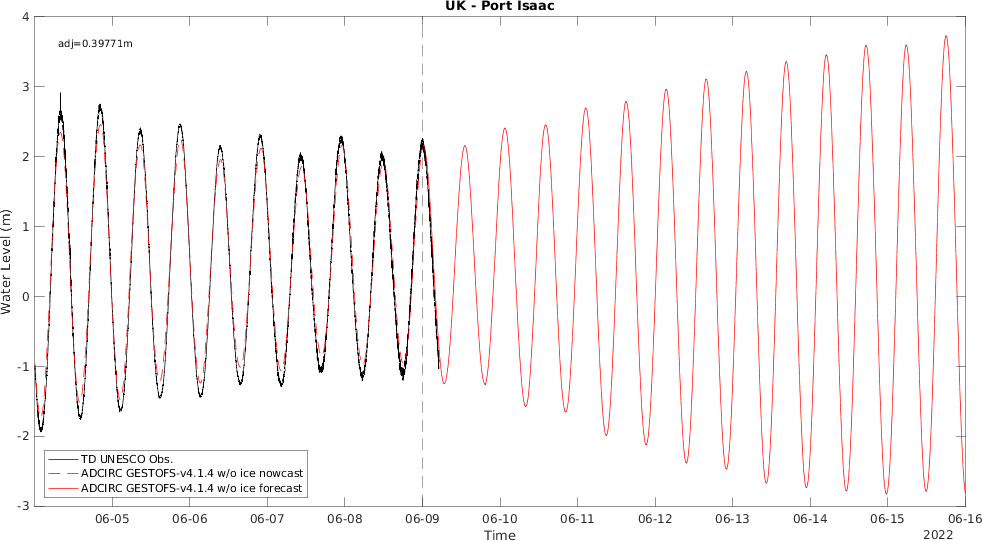 UK - Port Isaac
adj=0.39771m
Water Level (m)
4
3
2
1
0
-1
-2
-3
TD UNESCO Obs.
ADCIRC GESTOFS-v4.1.4 w/o ice nowcast
ADCIRC GESTOFS-v4.1.4 w/o ice forecast
06-05 06-06 06-07 06-08 06-09 06-10 06-11 06-12 06-13 06-14 06-15 06-16
Time
2022